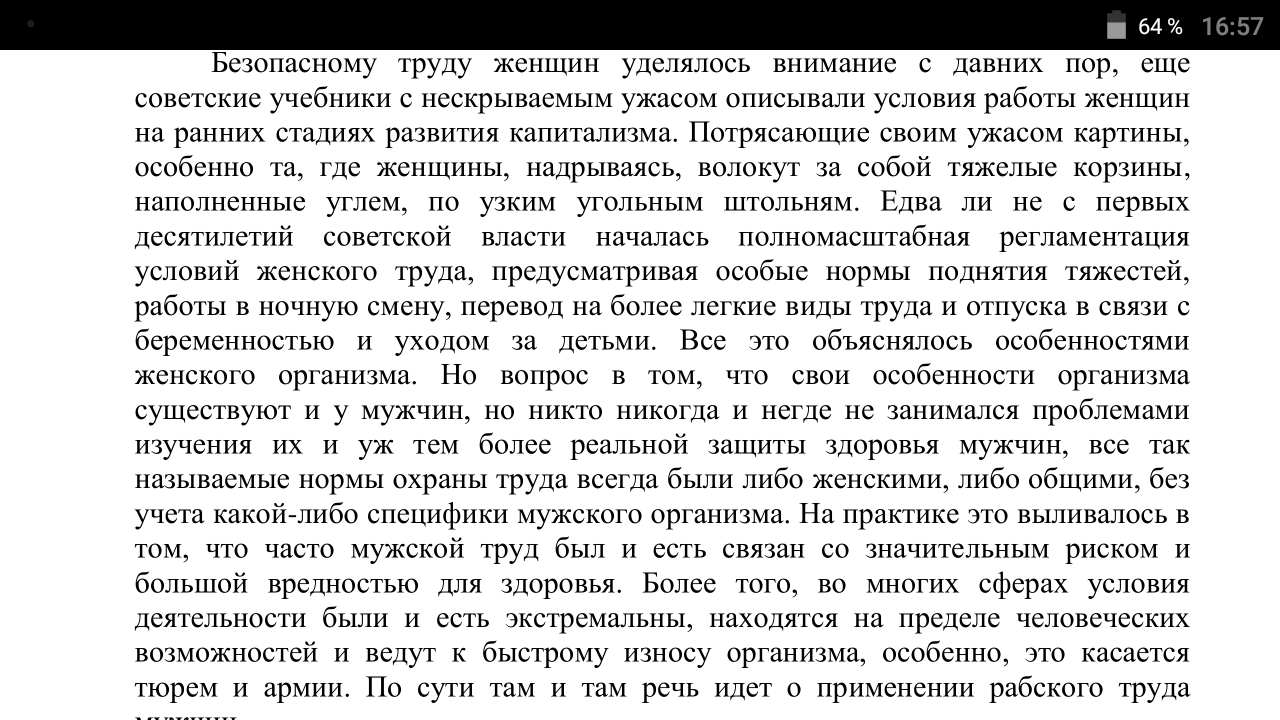 64 % 16:57
Безопасному труду женщин уделялось внимание с давних пор, еще
советские учебники с нескрываемым ужасом описывали условия работы женщин
на ранних стадиях развития капитализма. Потрясающие своим ужасом картины,
особенно та, где женщины, надрываясь, волокут за собой тяжелые корзины,
наполненные углем, по узким угольным штольням. Едва ли не с первых
десятилетий советской власти началась полномасштабная регламентация
условий женского труда, предусматривая особые нормы поднятия тяжестей,
работы в ночную смену, перевод на более легкие виды труда и отпуска в связи с
беременностью и уходом за детьми. Все это объяснялось особенностями
женского организма. Но вопрос в том, что свои особенности организма
существуют и у мужчин, но никто никогда и негде не занимался проблемами
изучения их и уж тем более реальной защиты здоровья мужчин, все так
называемые нормы охраны труда всегда были либо женскими, либо общими, без
учета какой-либо специфики мужского организма. На практике это выливалось в
том, что часто мужской труд был и есть связан со значительным риском и
большой вредностью для здоровья. Более того, во многих сферах условия
деятельности были и есть экстремальны, находятся на пределе человеческих
возможностей и ведут к быстрому износу организма, особенно, это касается
тюрем и армии. По сути там и там речь идет о применении рабского труда